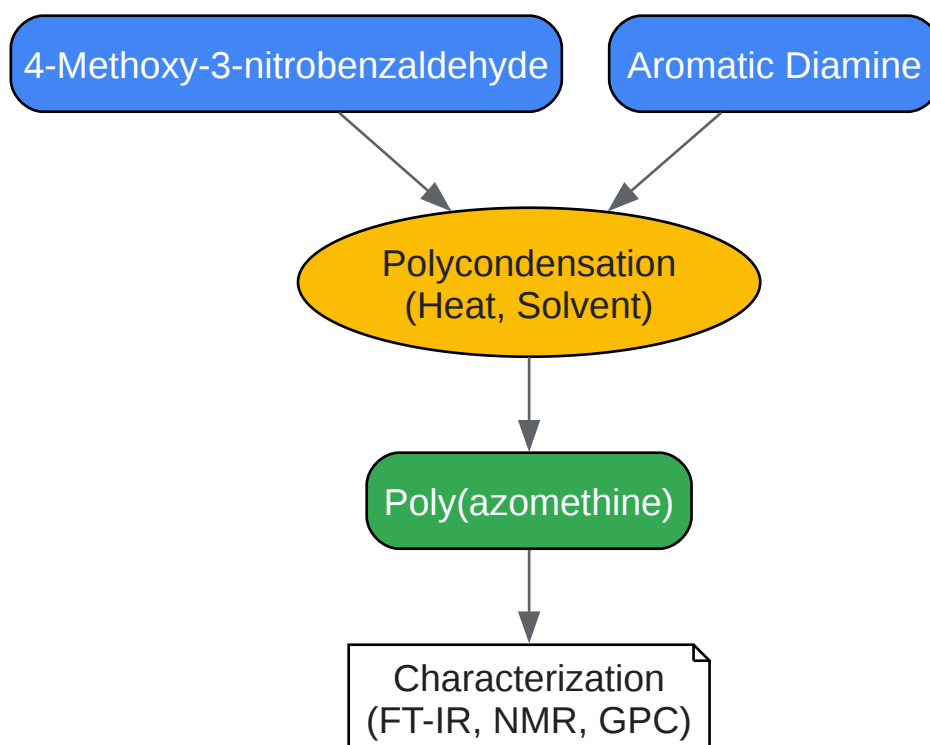 4-Methoxy-3-nitrobenzaldehyde
Aromatic Diamine
Polycondensation
(Heat, Solvent)
Poly(azomethine)
Characterization
(FT-IR, NMR, GPC)